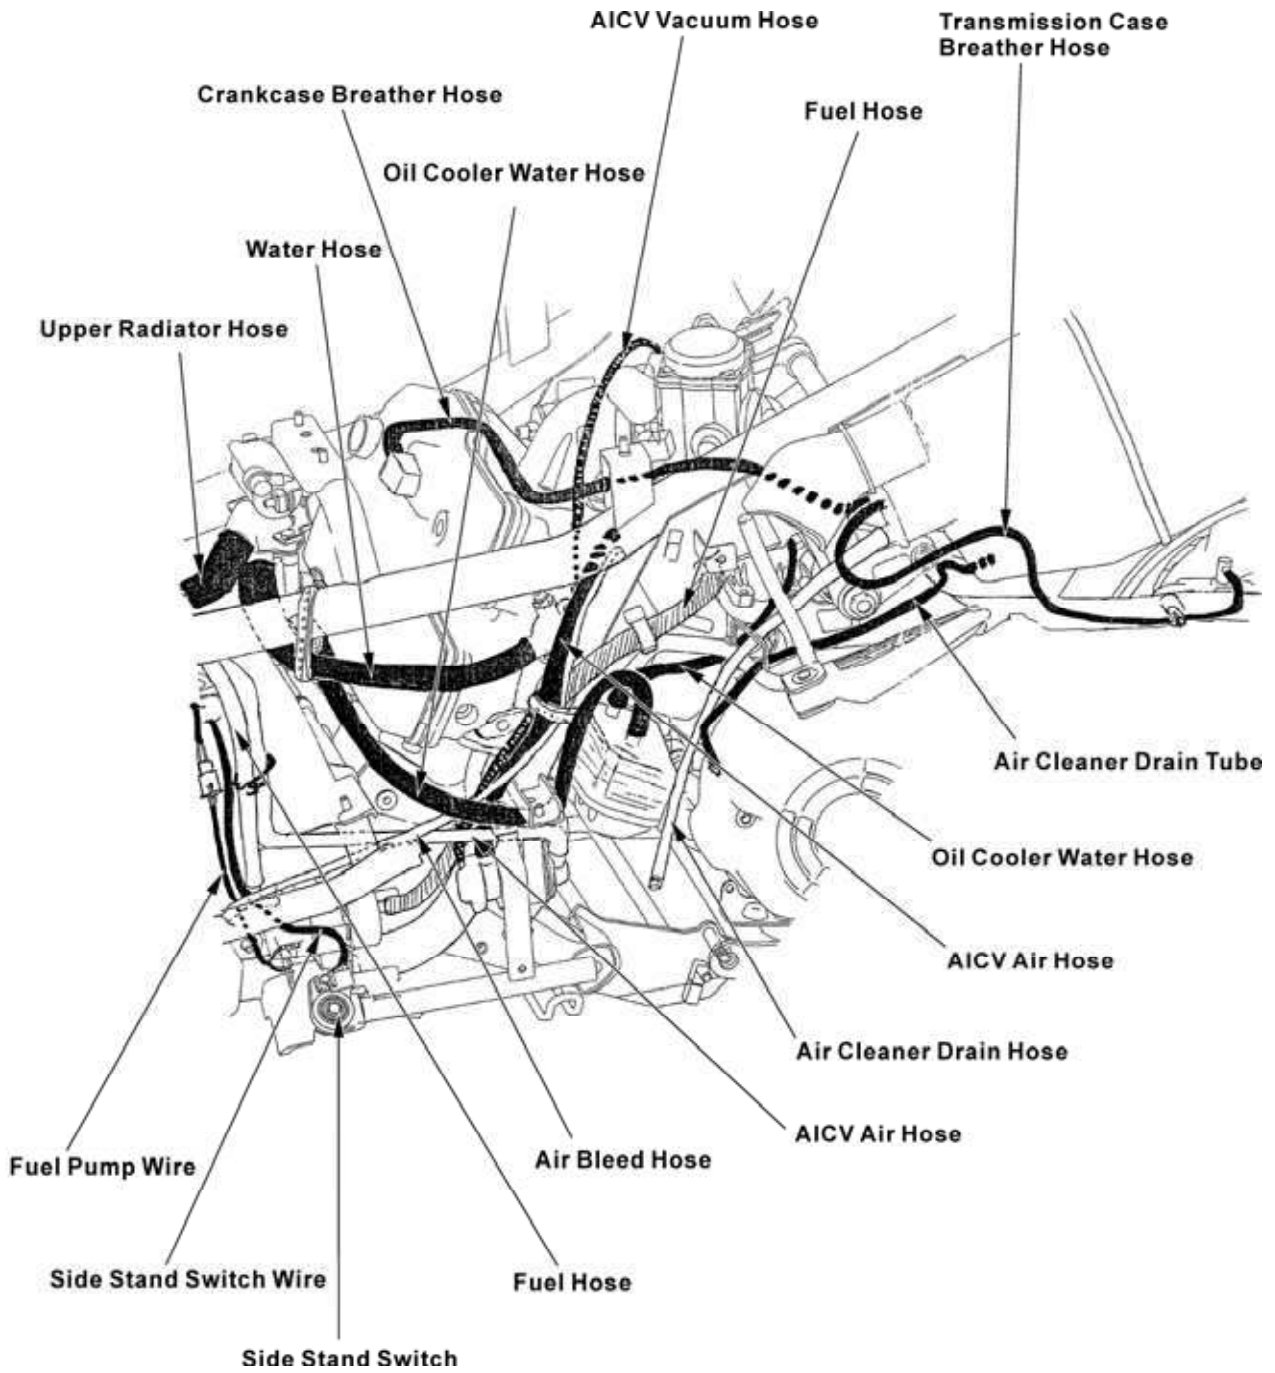 AICV Vacuum Hose
Transmission Case
Breather Hose
Crankcase Breather Hose
Fuel Hose
Oil Cooler Water Hose
Water Hose
Upper Radiator Hose
Air Cleaner Drain Tube
Oil Cooler Water Hose
AICV Air Hose
Air Cleaner Drain Hose
AICV Air Hose
Air Bleed Hose
Fuel Pump Wire
Side Stand Switch Wire
Fuel Hose
Side Stand Switch